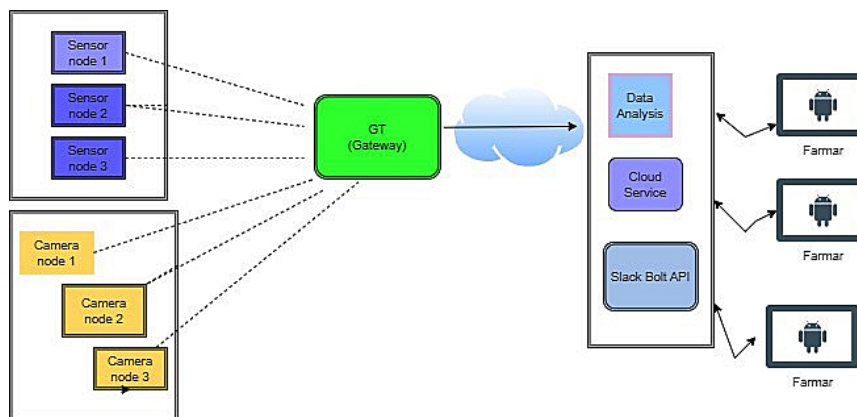 Sensor
node 1
Sensor
node 2
Sensor
node 3
Camera
node 1
Camera
node 2
Camera
node 3
GT
(Gateway)
Data
Analysis
Cloud
Service
Slack Bolt API
Farmar
Farmar
Farmar